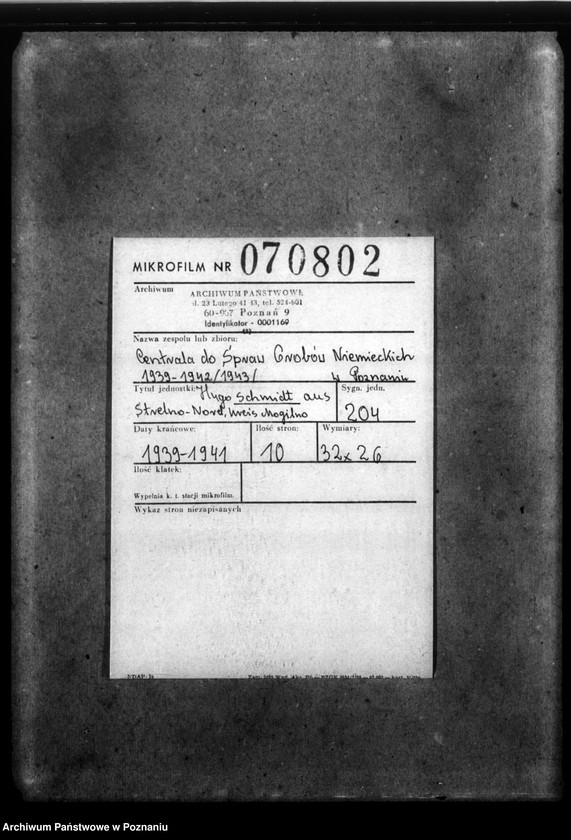 MIKROFILM NR 070802
Archiwum
ARCHIWUM PAŃSTWOWE
ul. 23 Lutego 41/43, tel. 524-601
60-967 Poznań 9
Identyfikator - 0001169
Nazwa zespołu lub zbioru:
Centrala do Spraw Grobów Niemieckich
1939-1942/1943/ w Poznaniu
Tytuł jednostki: Hugo Schmidt aus
Strelno-Nord, Kreis Mogilno
Sygn. jedn.
204
Daty krańcowe: Ilość stron: Wymiary:
1939-1941 10 32x26
Ilość klatek:
Wypełnia k. t. stacji mikrofilm.
Wykaz stron niezapisanych
NDAP-
Archiwum Państwowe w Poznaniu